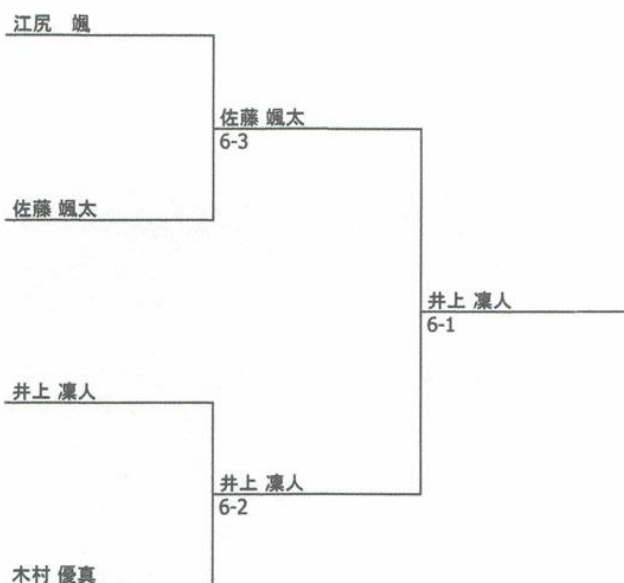 江尻 颯
佐藤 颯太
6-3
佐藤 颯太
井上 凜人
6-1
井上 凜人
井上 凜人
6-2
木村 優真